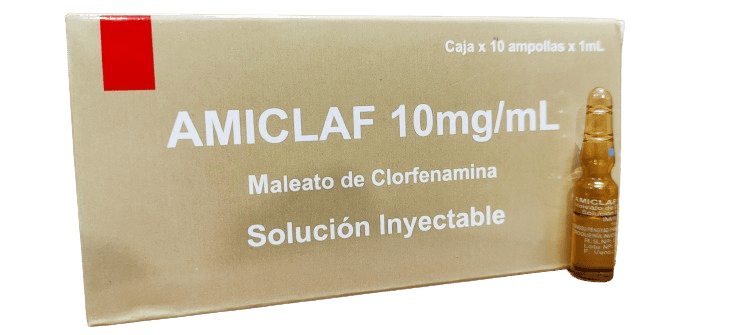 Caja x 10 ampollas x 1mL
AMICLAF 10mg/mL
Maleato de Clorfenamina
Solución Inyectable
AMICLAF